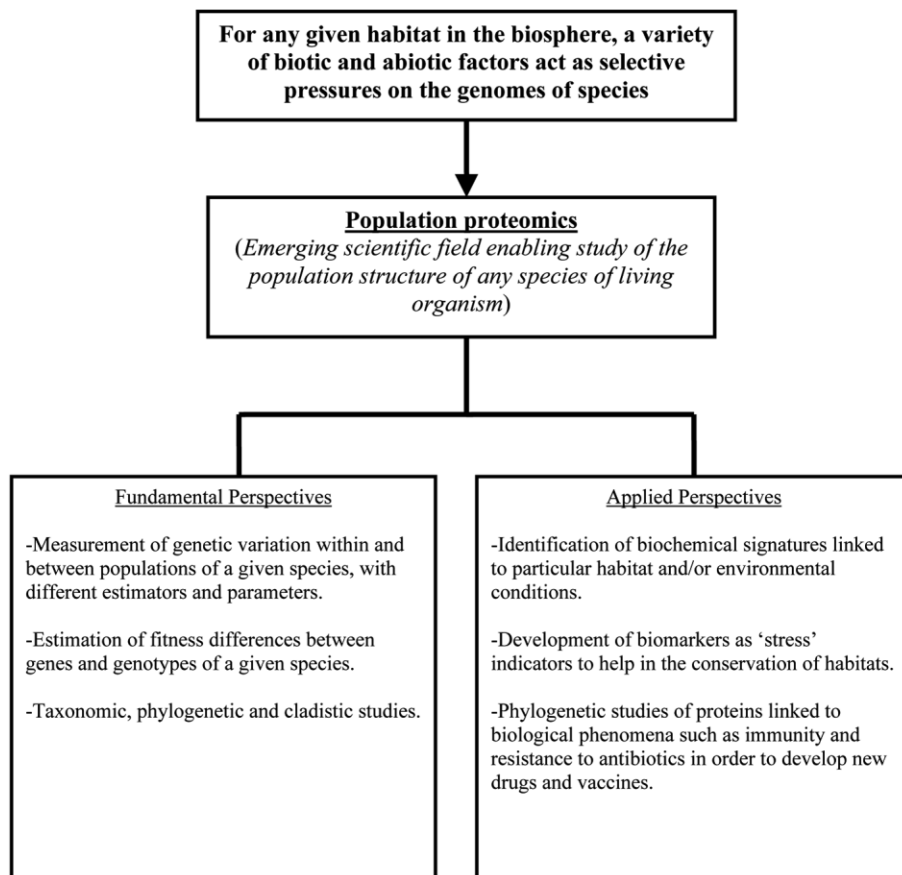 For any given habitat in the biosphere, a variety
of biotic and abiotic factors act as selective
pressures on the genomes of species
Population proteomics
(Emerging scientific field enabling study of the
population structure of any species of living
organism)
Fundamental Perspectives
-Measurement of genetic variation within and
between populations of a given species, with
different estimators and parameters.
-Estimation of fitness differences between
genes and genotypes of a given species.
-Taxonomic, phylogenetic and cladistic studies.
Applied Perspectives
-Identification of biochemical signatures linked
to particular habitat and/or environmental
conditions.
-Development of biomarkers as ‘stress’
indicators to help in the conservation of habitats.
-Phylogenetic studies of proteins linked to
biological phenomena such as immunity and
resistance to antibiotics in order to develop new
drugs and vaccines.